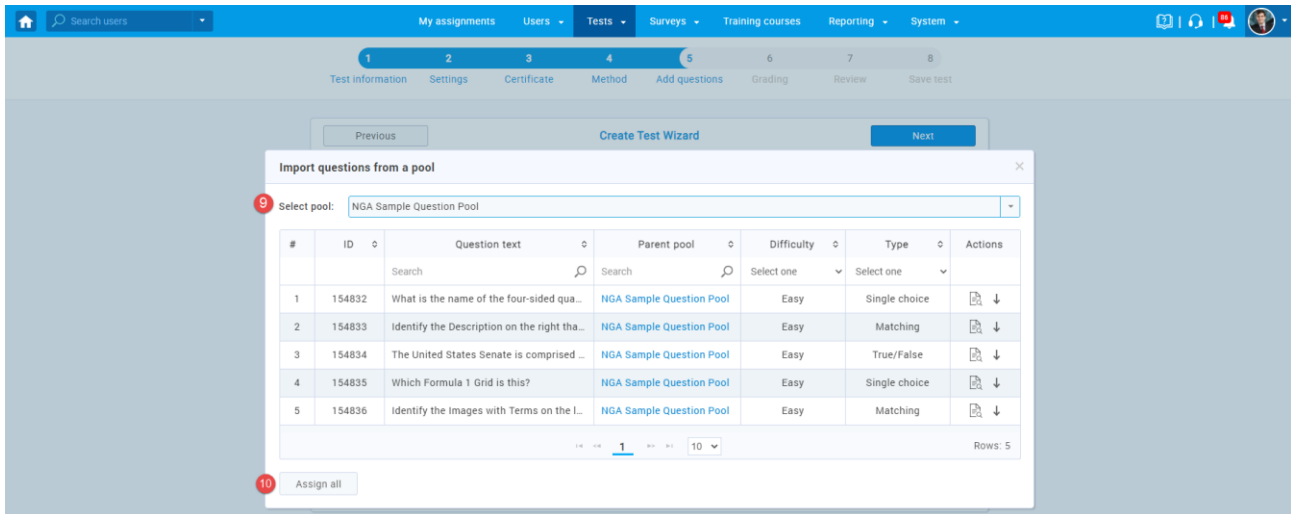 Search users My assignments Users Tests Surveys Training courses Reporting System 86
1 2 3 4 5 6 7 8
Test information Settings Certificate Method Add questions Grading Review Save test
Previous Create Test Wizard Next
Import questions from a pool
9 Select pool: NGA Sample Question Pool
# ID Question text Parent pool Difficulty Type Actions
Search Search Select one Select one
1 154832 What is the name of the four-sided qua... NGA Sample Question Pool Easy Single choice
2 154833 Identify the Description on the right tha... NGA Sample Question Pool Easy Matching
3 154834 The United States Senate is comprised ... NGA Sample Question Pool Easy True/False
4 154835 Which Formula 1 Grid is this? NGA Sample Question Pool Easy Single choice
5 154836 Identify the Images with Terms on the l... NGA Sample Question Pool Easy Matching
1 10 Rows: 5
10 Assign all